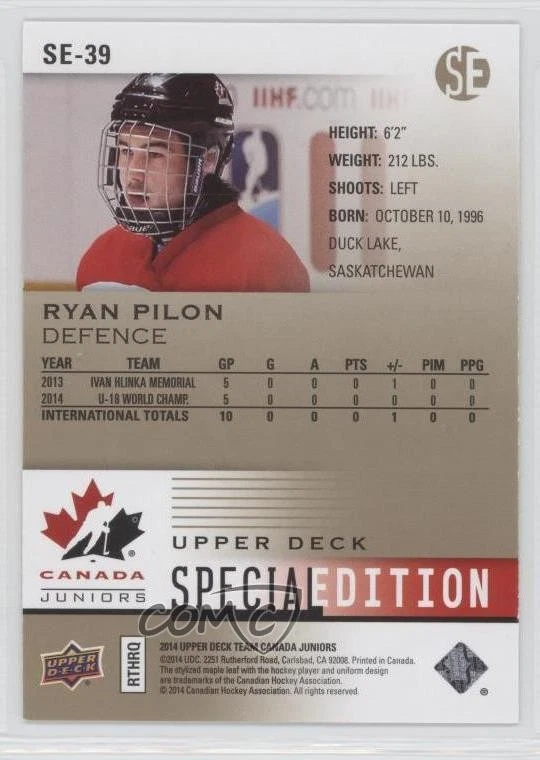 SE-39
SE
IIHF.COM IIH
HEIGHT: 6'2"
WEIGHT: 212 LBS.
SHOOTS: LEFT
BORN: OCTOBER 10, 1996
DUCK LAKE,
SASKATCHEWAN
RYAN PILON
DEFENCE
YEAR TEAM GP G A PTS +/- PIM PPG
2013 IVAN HLINKA MEMORIAL 5 0 0 0 1 0 0
2014 U-18 WORLD CHAMP. 5 0 0 0 0 0 0
INTERNATIONAL TOTALS 10 0 0 0 1 0 0
CANADA
JUNIORS
UPPER DECK
SPECIAL EDITION
COMC
UPPER DECK
RTHRQ
2014 UPPER DECK TEAM CANADA JUNIORS
©2014 UDC. 2251 Rutherford Road, Carlsbad, CA 92008. Printed in Canada.
The stylized maple leaf with the hockey player and uniform design
are trademarks of the Canadian Hockey Association.
© 2014 Canadian Hockey Association. All rights reserved.